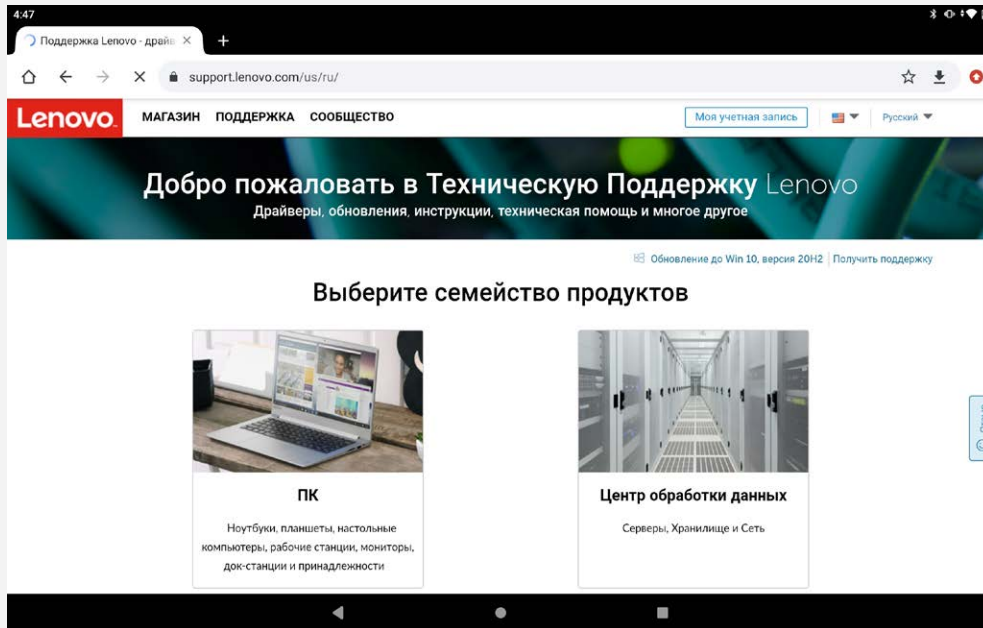 4:47
Поддержка Lenovo - драйв
support.lenovo.com/us/ru/
Lenovo
МАГАЗИН ПОДДЕРЖКА СООБЩЕСТВО
Моя учетная запись
Русский
Добро пожаловать в Техническую Поддержку Lenovo
Драйверы, обновления, инструкции, техническая помощь и многое другое
Обновление до Win 10, версия 20H2 | Получить поддержку
Выберите семейство продуктов
ПК
Ноутбуки, планшеты, настольные
компьютеры, рабочие станции, мониторы,
док-станции и принадлежности
Центр обработки данных
Серверы, Хранилище и Сеть